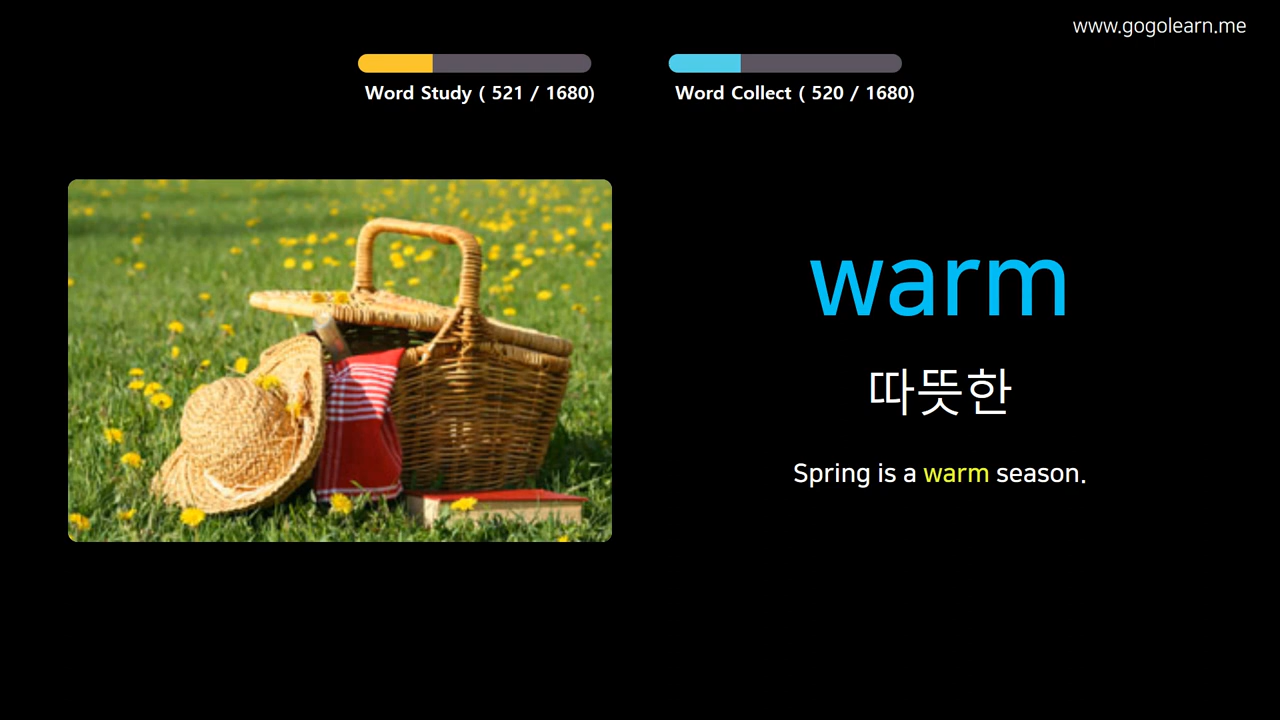 www.gogolearn.me
Word Study ( 521 / 1680)
Word Collect ( 520 / 1680)
warm
따뜻한
Spring is a warm season.